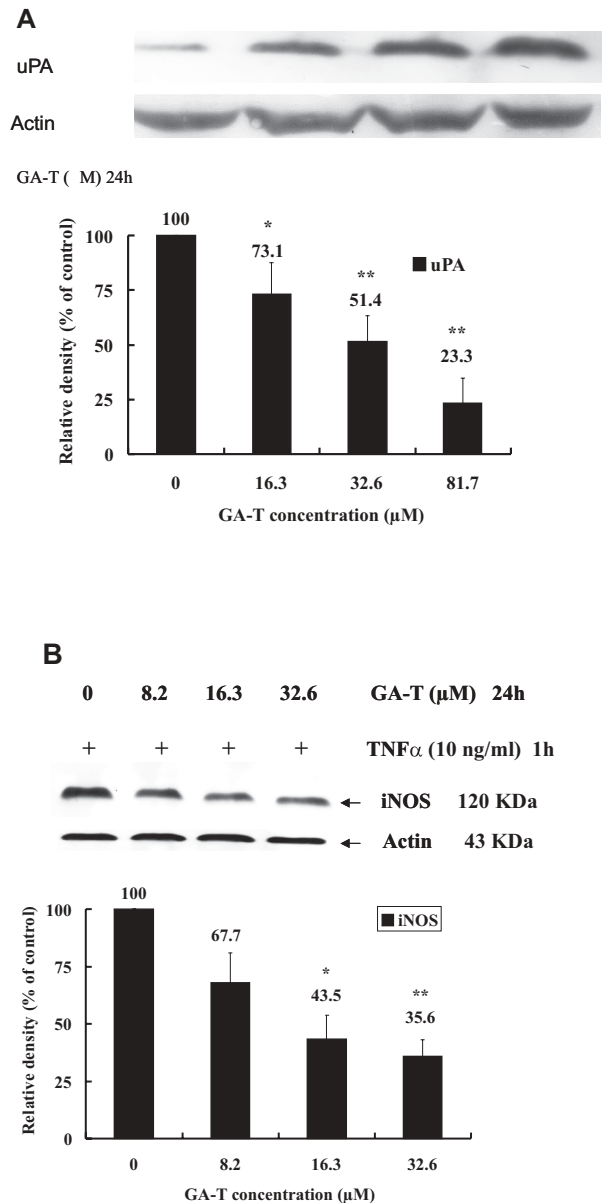 A
uPA
Actin
GA-T ( M) 24h
Relative density (% of control)
100
75
50
25
0
100
*
73.1
**
51.4
**
23.3
uPA
0 16.3 32.6 81.7
GA-T concentration (µM)
B
0 8.2 16.3 32.6 GA-T (µM) 24h
+ + + + TNFα (10 ng/ml) 1h
iNOS 120 KDa
Actin 43 KDa
Relative density (% of control)
100
75
50
25
0
100
67.7
*
43.5
**
35.6
iNOS
0 8.2 16.3 32.6
GA-T concentration (µM)